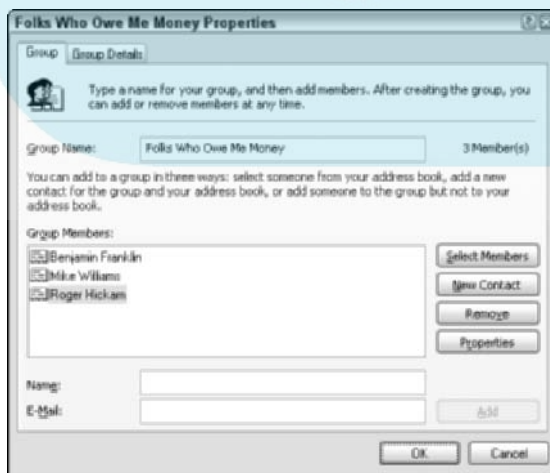 Folks Who Owe Me Money Properties
Group
Group Details
Type a name for your group, and then add members. After creating the group, you
can add or remove members at any time.
Group Name: Folks Who Owe Me Money 3 Member(s)
You can add to a group in three ways: select someone from your address book, add a new
contact for the group and your address book, or add someone to the group but not to your
address book.
Group Members:
Benjamin Franklin
Mike Williams
Roger Hickam
Select Members
New Contact
Remove
Properties
Name:
E-Mail:
Add
OK
Cancel